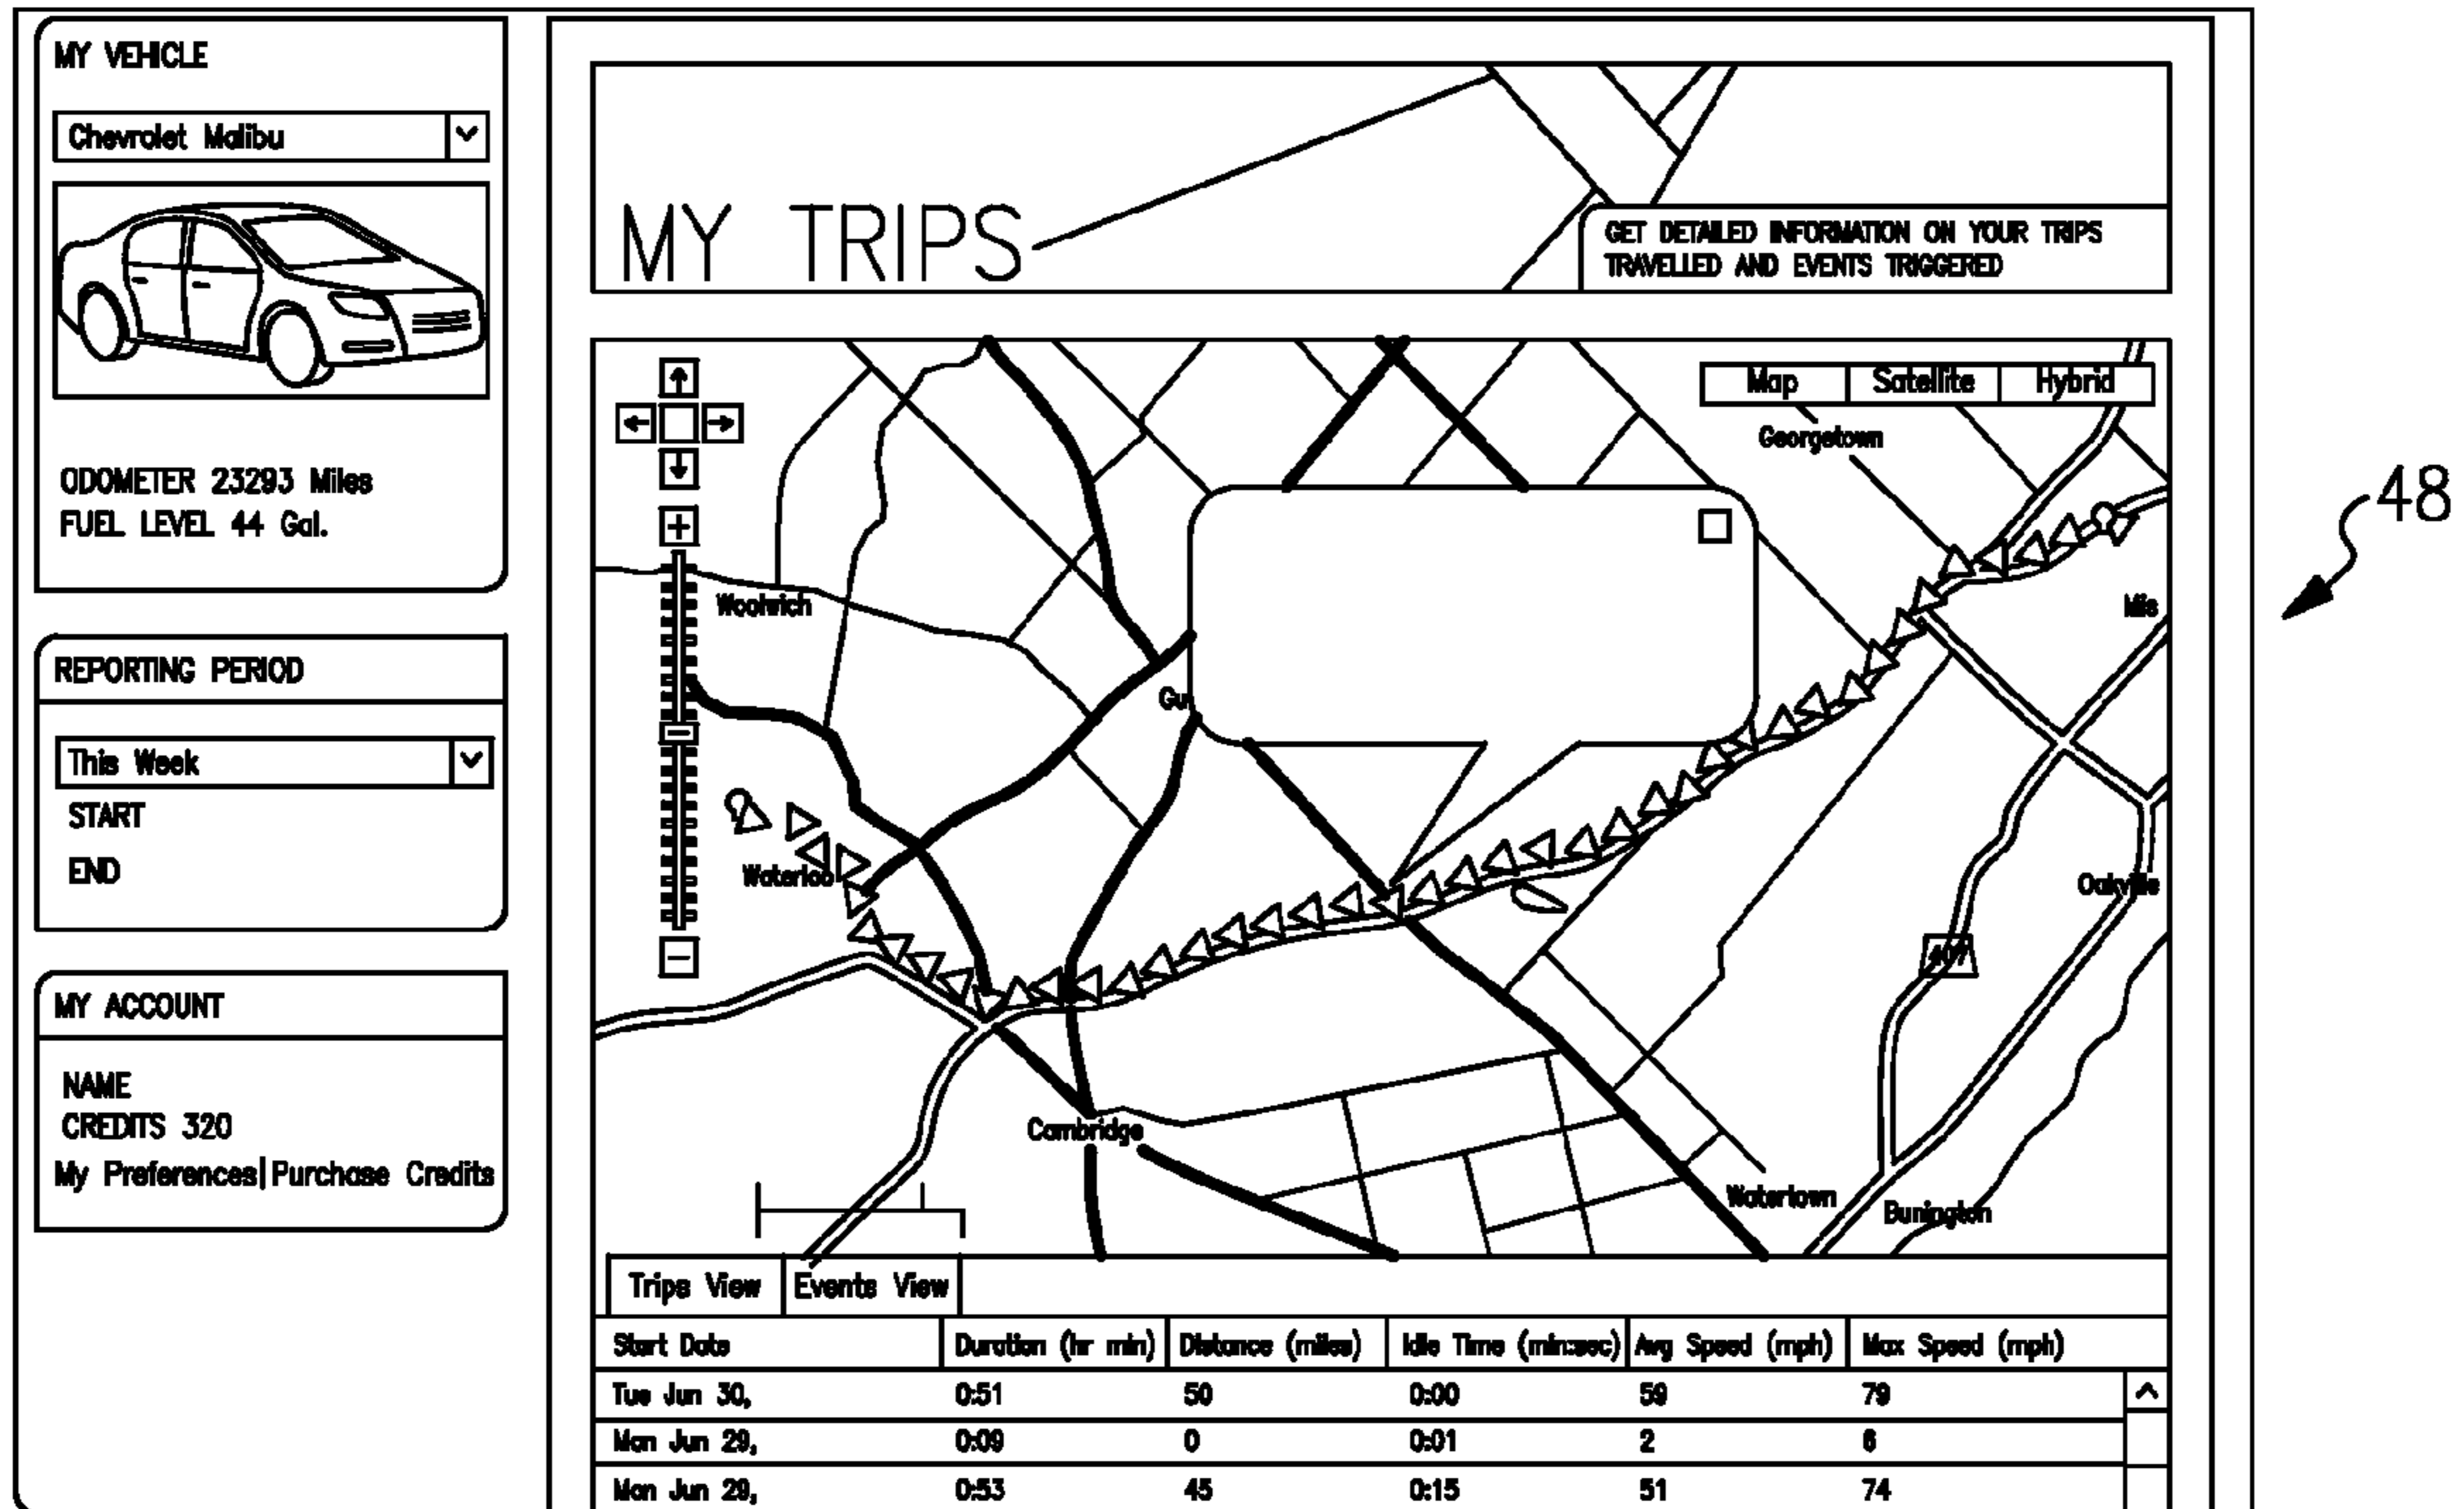 MY VEHICLE
Chevrolet Malibu
ODOMETER 23293 Miles
FUEL LEVEL 44 Gal.
REPORTING PERIOD
This Week
START
END
MY ACCOUNT
NAME
CREDITS 320
My Preferences|Purchase Credits
MY TRIPS
GET DETAILED INFORMATION ON YOUR TRIPS
TRAVELLED AND EVENTS TRIGGERED
Map Satellite Hybrid
Georgetown
48
Woolwich
Mis
Gu
Waterloo
Oakville
407
Cambridge
Watertown
Bunington
Trips View Events View
Start Date Duration (hr min) Distance (miles) Idle Time (min:sec) Avg Speed (mph) Max Speed (mph)
Tue Jun 30, 0:51 50 0:00 59 79
Mon Jun 29, 0:09 0 0:01 2 6
Mon Jun 29, 0:53 45 0:15 51 74